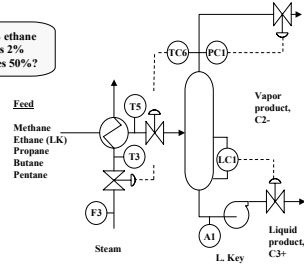 ethane
s 2%
es 50%?
TC6
PC1
Feed
T5
Vapor
product,
C2-
Methane
Ethane (LK)
Propane
Butane
Pentane
T3
LC1
F3
A1
Liquid
product,
C3+
Steam
L. Key